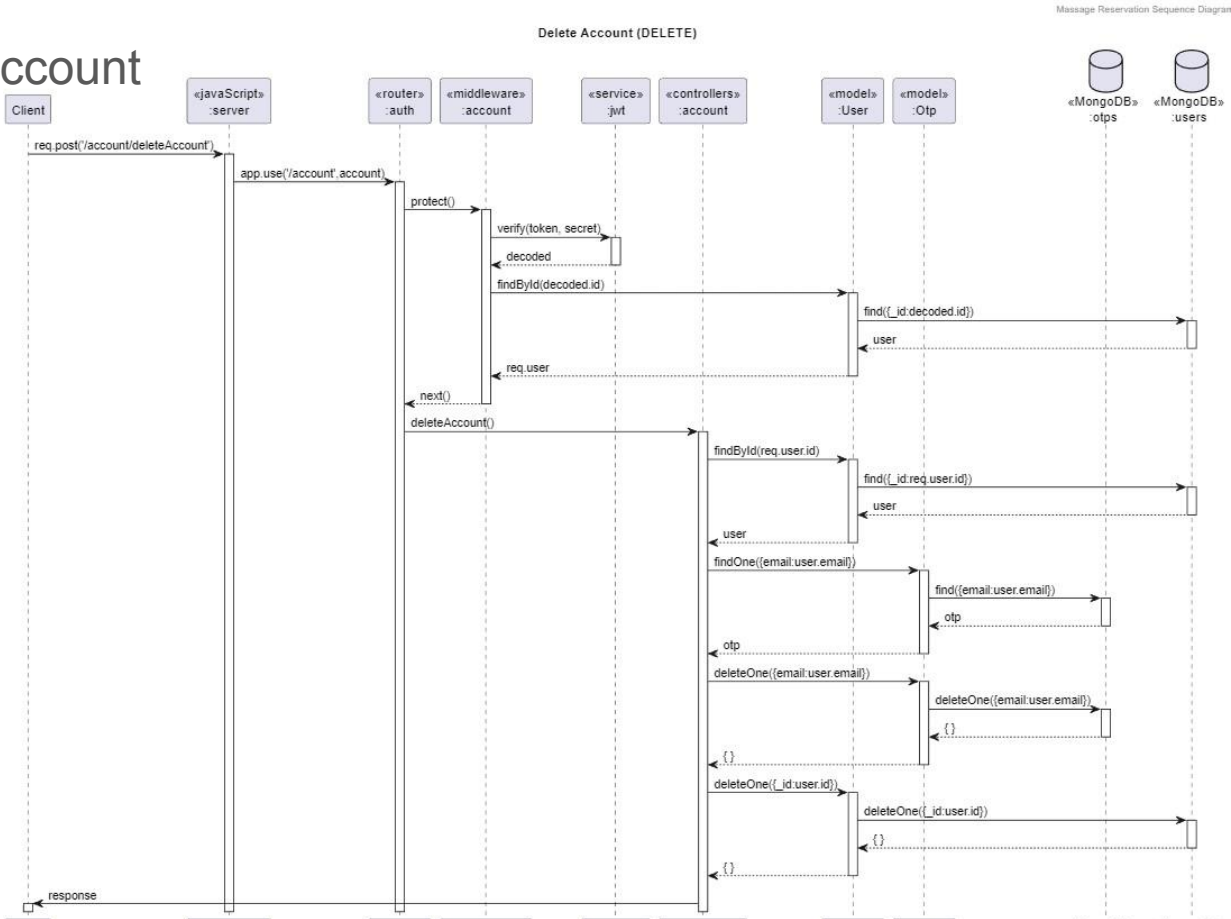 Massage Reservation Sequence Diagram
Delete Account (DELETE)
ccount
Client
«javaScript»
:server
«router»
:auth
«middleware»
:account
«service»
:jwt
«controllers»
:account
«model»
:User
«model»
:Otp
«MongoDB»
:otps
«MongoDB»
:users
req.post('/account/deleteAccount')
app.use('/account',account)
protect()
verify(token, secret)
decoded
findById(decoded.id)
find({_id:decoded.id})
user
req.user
next()
deleteAccount()
findById(req.user.id)
find({_id:req.user.id})
user
user
findOne({email:user.email})
find({email:user.email})
otp
otp
deleteOne({email:user.email})
deleteOne({email:user.email})
{ }
{ }
deleteOne({_id:user.id})
deleteOne({_id:user.id})
{ }
{ }
response